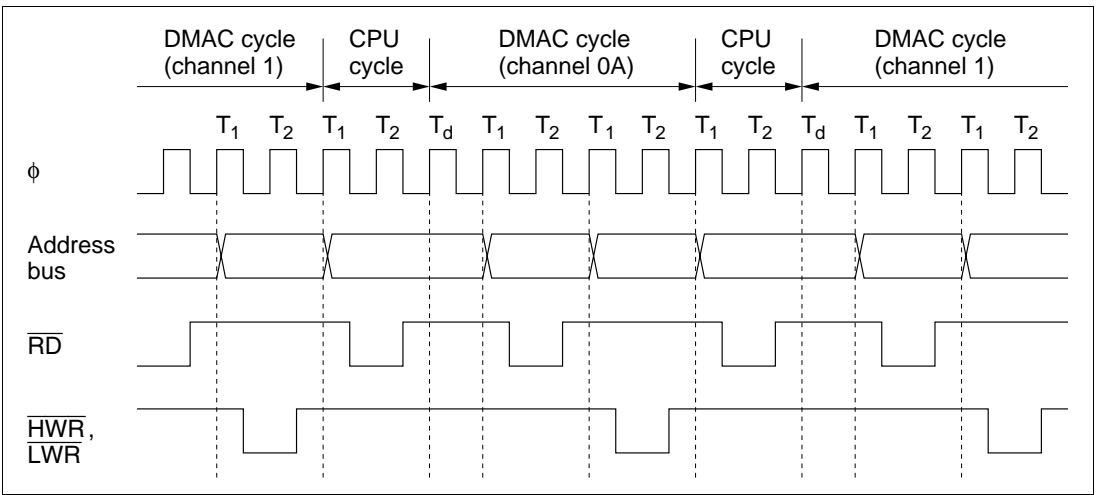 DMAC cycle (channel 1)
CPU cycle
DMAC cycle (channel 0A)
CPU cycle
DMAC cycle (channel 1)
T1 T2 T1 T2 Td T1 T2 T1 T2 T1 T2 Td T1 T2 T1 T2
φ
Address bus
RD
HWR,
LWR